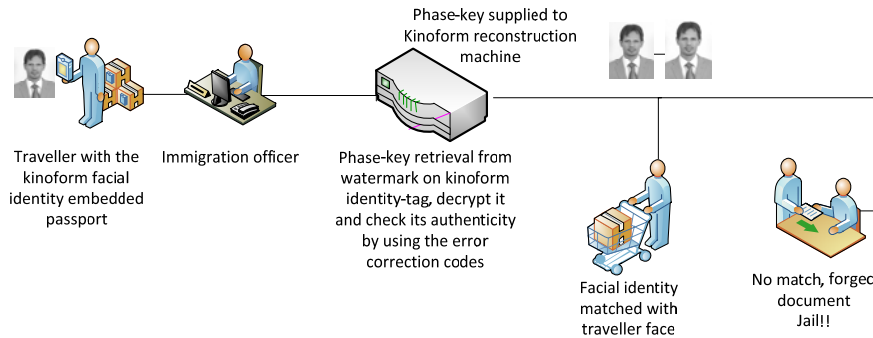 Phase-key supplied to
Kinoform reconstruction
machine
Traveller with the
kinoform facial
identity embedded
passport
Immigration officer
Phase-key retrieval from
watermark on kinoform
identity-tag, decrypt it
and check its authenticity
by using the error
correction codes
Facial identity
matched with
traveller face
No match, forged
document
Jail!!